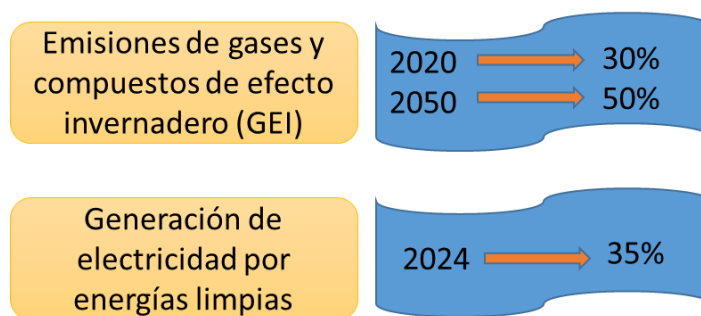 Emisiones de gases y
compuestos de efecto
invernadero (GEI)
2020 30%
2050 50%
Generación de
electricidad por
energías limpias
2024 35%